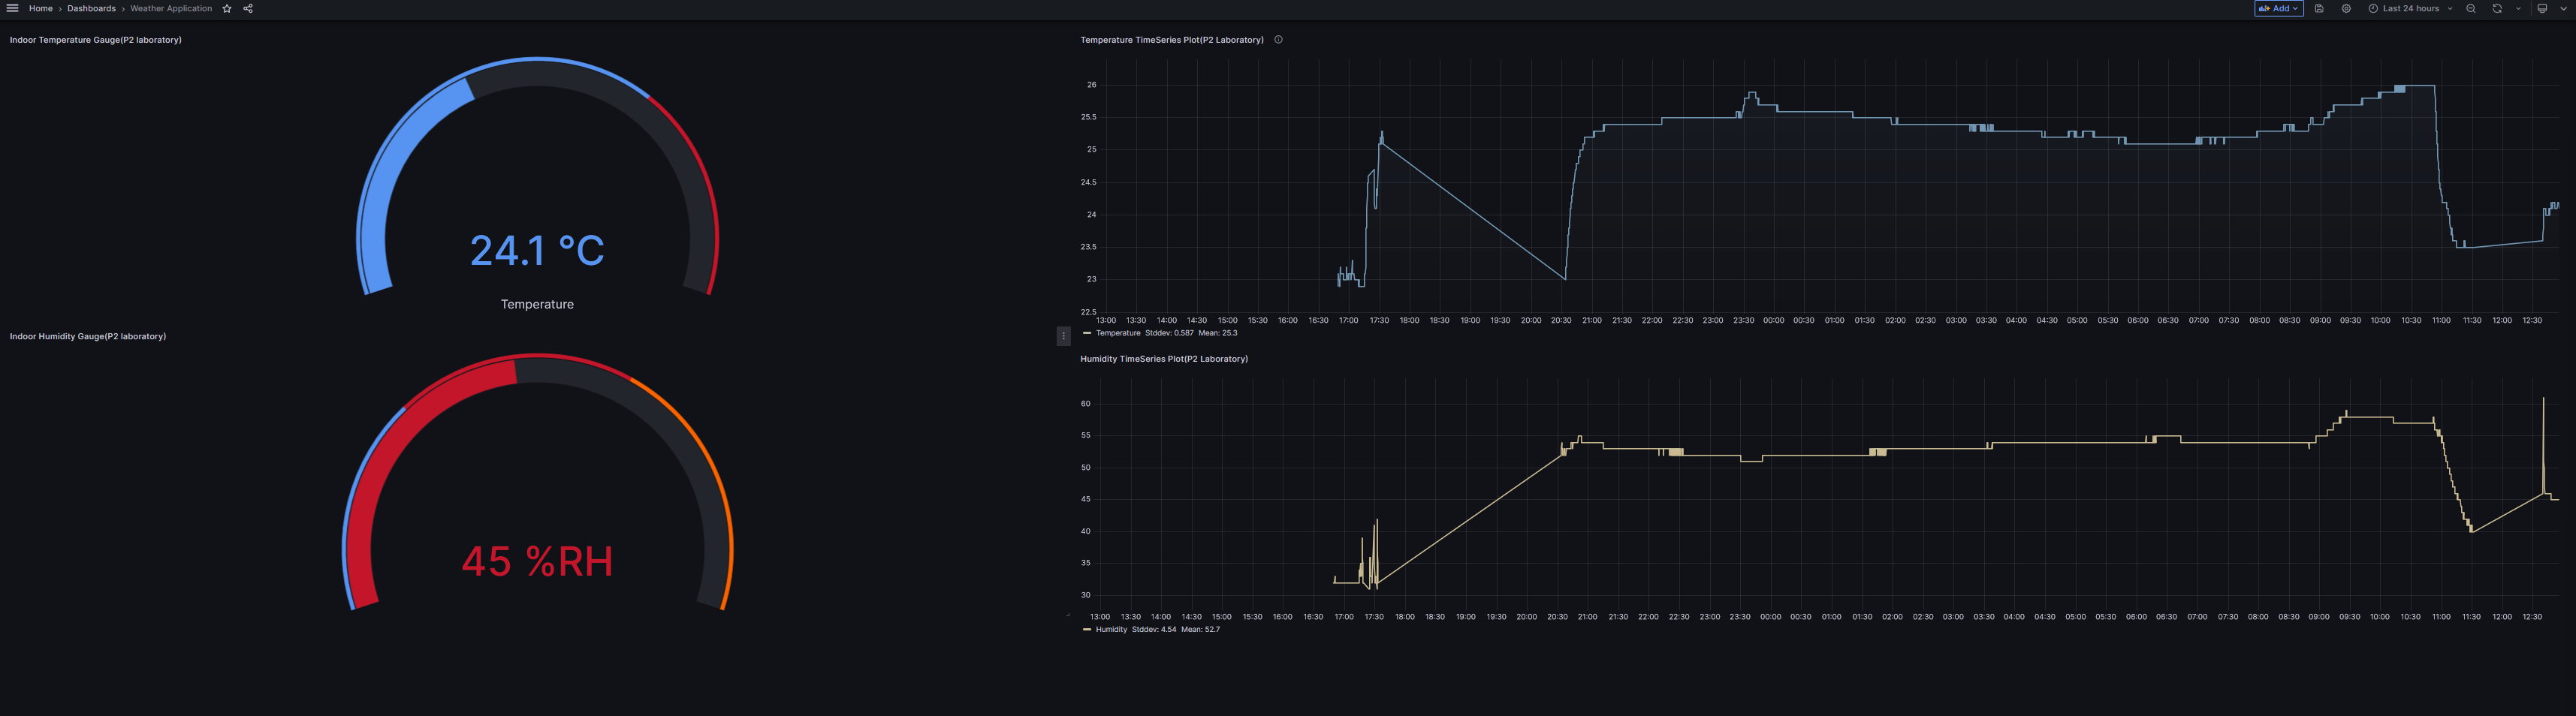 Home › Dashboards › Weather Application
Add
Last 24 hours
Indoor Temperature Gauge(P2 laboratory)
24.1 °C
Temperature
Indoor Humidity Gauge(P2 laboratory)
45 %RH
Temperature TimeSeries Plot(P2 Laboratory)
26
25.5
25
24.5
24
23.5
23
22.5
13:00 13:30 14:00 14:30 15:00 15:30 16:00 16:30 17:00 17:30 18:00 18:30 19:00 19:30 20:00 20:30 21:00 21:30 22:00 22:30 23:00 23:30 00:00 00:30 01:00 01:30 02:00 02:30 03:00 03:30 04:00 04:30 05:00 05:30 06:00 06:30 07:00 07:30 08:00 08:30 09:00 09:30 10:00 10:30 11:00 11:30 12:00 12:30
Temperature Stddev: 0.587 Mean: 25.3
Humidity TimeSeries Plot(P2 Laboratory)
60
55
50
45
40
35
30
13:00 13:30 14:00 14:30 15:00 15:30 16:00 16:30 17:00 17:30 18:00 18:30 19:00 19:30 20:00 20:30 21:00 21:30 22:00 22:30 23:00 23:30 00:00 00:30 01:00 01:30 02:00 02:30 03:00 03:30 04:00 04:30 05:00 05:30 06:00 06:30 07:00 07:30 08:00 08:30 09:00 09:30 10:00 10:30 11:00 11:30 12:00 12:30
Humidity Stddev: 4.54 Mean: 52.7